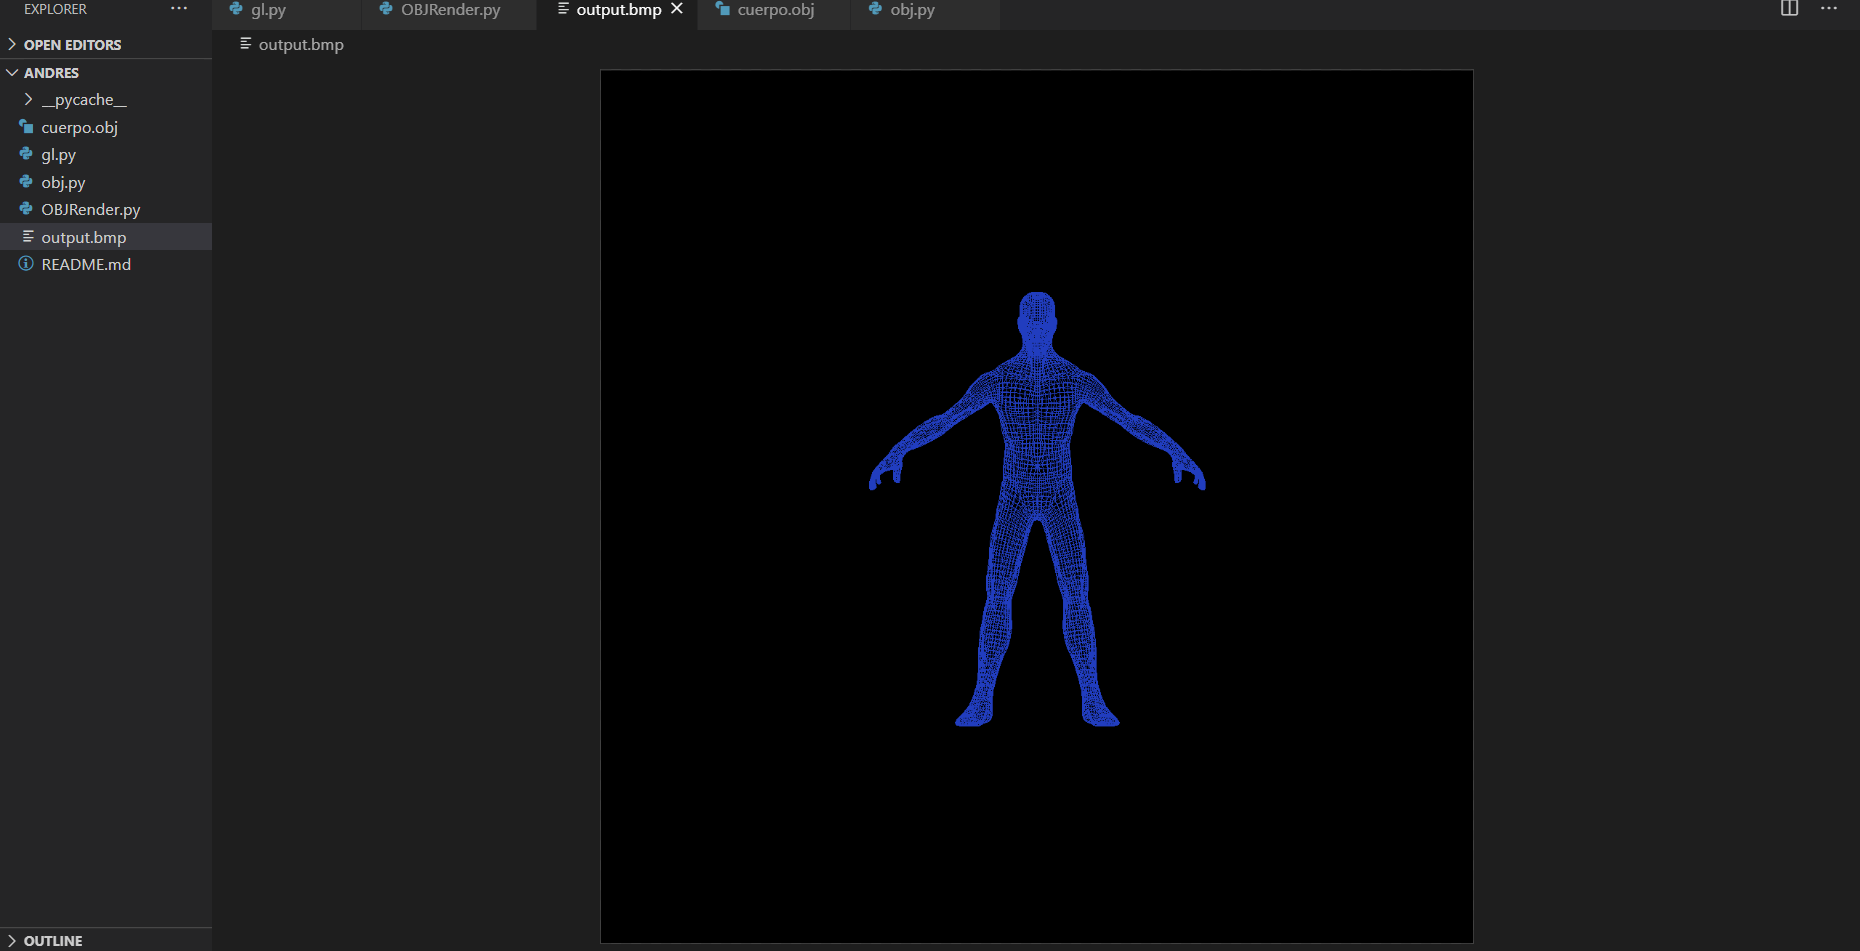 EXPLORER
gl.py
OBJRender.py
output.bmp
cuerpo.obj
obj.py
OPEN EDITORS
output.bmp
ANDRES
__pycache__
cuerpo.obj
gl.py
obj.py
OBJRender.py
output.bmp
README.md
OUTLINE